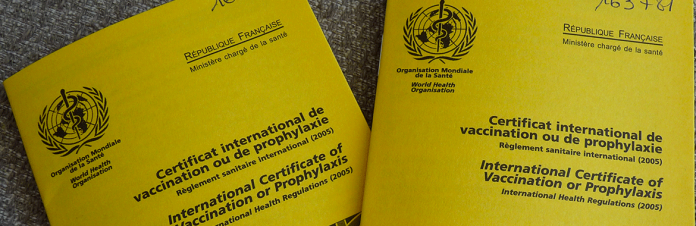 RÉPUBLIQUE FRANÇAISE
Ministère chargé de la santé
Organisation Mondiale
de la Santé
World Health
Organisation
Certificat international de
vaccination ou de prophylaxie
Règlement sanitaire international (2005)
International Certificate of
Vaccination or Prophylaxis
International Health Regulations (2005)
RÉPUBLIQUE FRANÇAISE
Ministère chargé de la santé
Organisation Mondiale
de la Santé
World Health
Organisation
Certificat international de
vaccination ou de prophylaxie
Règlement sanitaire international (2005)
International Certificate of
Vaccination or Prophylaxis
International Health Regulations (2005)